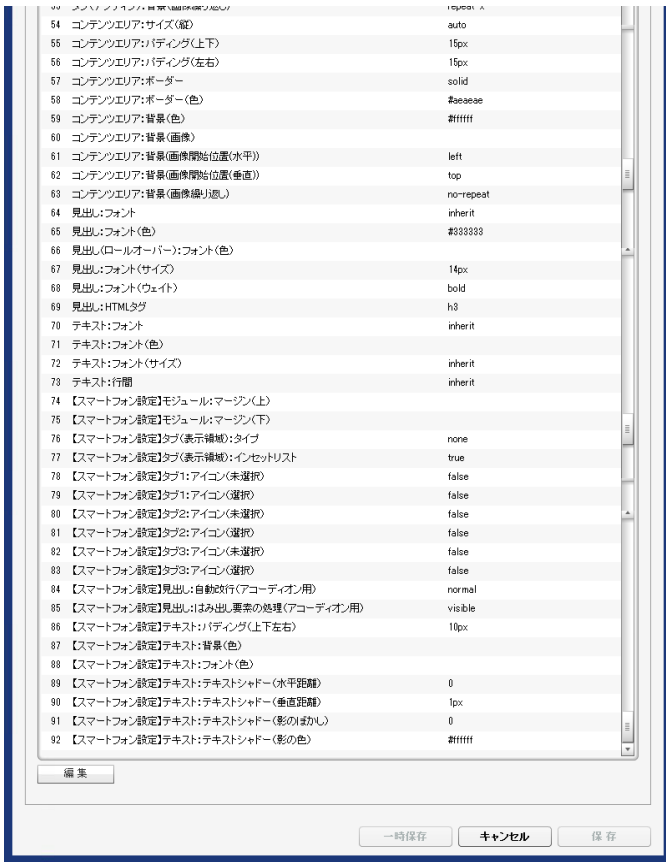 54 コンテンツエリア:サイズ(縦) auto
55 コンテンツエリア:パディング(上下) 15px
56 コンテンツエリア:パディング(左右) 15px
57 コンテンツエリア:ボーダー solid
58 コンテンツエリア:ボーダー(色) #aeaeae
59 コンテンツエリア:背景(色) #ffffff
60 コンテンツエリア:背景(画像)
61 コンテンツエリア:背景(画像開始位置(水平)) left
62 コンテンツエリア:背景(画像開始位置(垂直)) top
63 コンテンツエリア:背景(画像繰り返し) no-repeat
64 見出し:フォント inherit
65 見出し:フォント(色) #333333
66 見出し(ロールオーバー):フォント(色)
67 見出し:フォント(サイズ) 14px
68 見出し:フォント(ウェイト) bold
69 見出し:HTMLタグ h3
70 テキスト:フォント inherit
71 テキスト:フォント(色)
72 テキスト:フォント(サイズ) inherit
73 テキスト:行間 inherit
74 【スマートフォン設定】モジュール:マージン(上)
75 【スマートフォン設定】モジュール:マージン(下)
76 【スマートフォン設定】タブ(表示領域):タイプ none
77 【スマートフォン設定】タブ(表示領域):インセットリスト true
78 【スマートフォン設定】タブ1:アイコン(未選択) false
79 【スマートフォン設定】タブ1:アイコン(選択) false
80 【スマートフォン設定】タブ2:アイコン(未選択) false
81 【スマートフォン設定】タブ2:アイコン(選択) false
82 【スマートフォン設定】タブ3:アイコン(未選択) false
83 【スマートフォン設定】タブ3:アイコン(選択) false
84 【スマートフォン設定】見出し:自動改行(アコーディオン用) normal
85 【スマートフォン設定】見出し:はみ出し要素の処理(アコーディオン用) visible
86 【スマートフォン設定】テキスト:パディング(上下左右) 10px
87 【スマートフォン設定】テキスト:背景(色)
88 【スマートフォン設定】テキスト:フォント(色)
89 【スマートフォン設定】テキスト:テキストシャドー(水平距離) 0
90 【スマートフォン設定】テキスト:テキストシャドー(垂直距離) 1px
91 【スマートフォン設定】テキスト:テキストシャドー(影のぼかし) 0
92 【スマートフォン設定】テキスト:テキストシャドー(影の色) #ffffff
編集
一時保存 キャンセル 保存